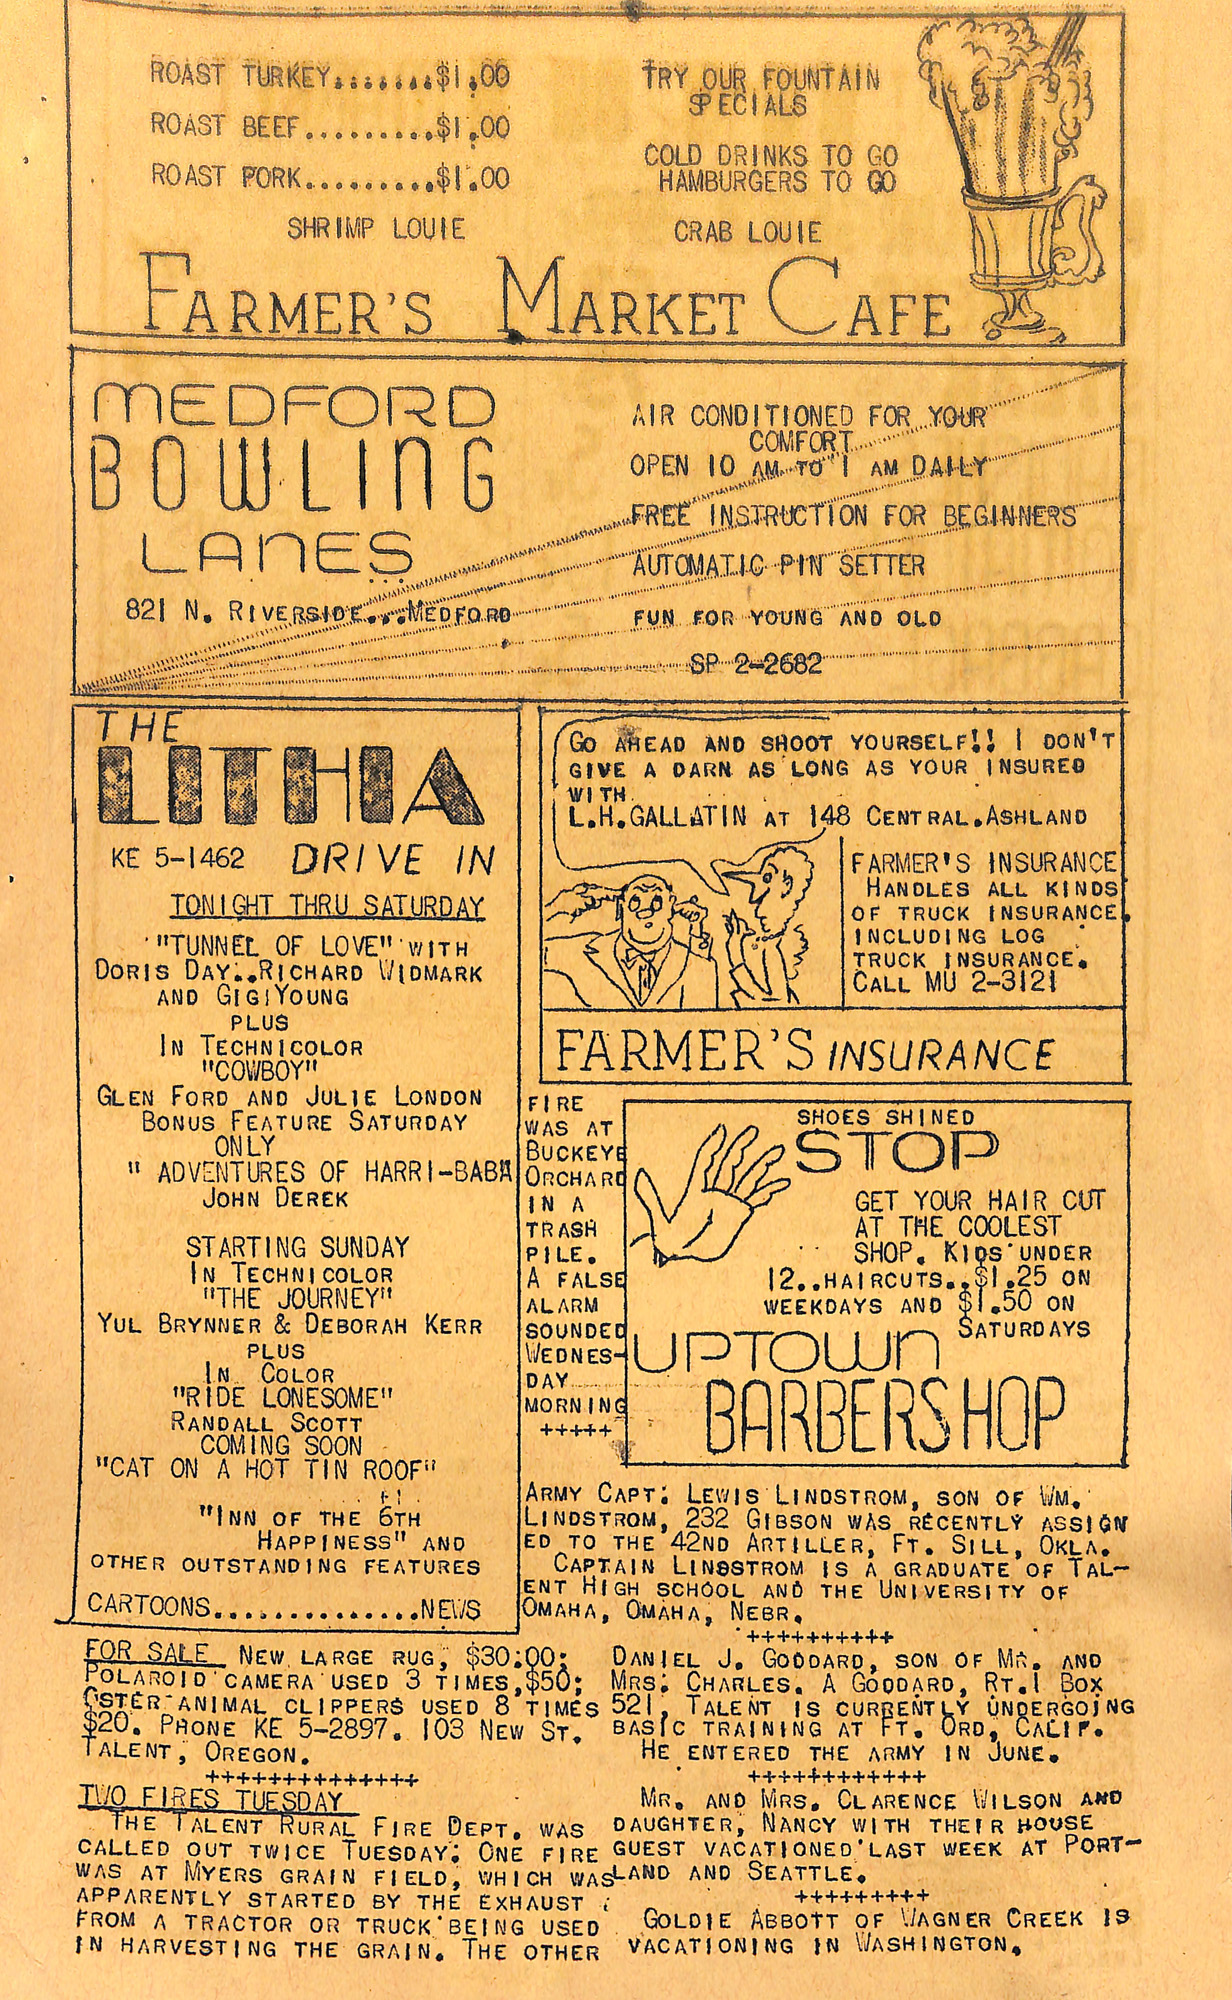 ROAST TURKEY.......$1.00
ROAST BEEF.........$1.00
ROAST PORK.........$1.00
SHRIMP LOUIE
TRY OUR FOUNTAIN
SPECIALS
COLD DRINKS TO GO
HAMBURGERS TO GO
CRAB LOUIE
FARMER'S MARKET CAFE
MEDFORD
BOWLING
LANES
821 N. RIVERSIDE...MEDFORD
AIR CONDITIONED FOR YOUR
COMFORT
OPEN 10 AM TO 1 AM DAILY
FREE INSTRUCTION FOR BEGINNERS
AUTOMATIC PIN SETTER
FUN FOR YOUNG AND OLD
SP 2-2682
THE
LITHIA
KE 5-1462 DRIVE IN
TONIGHT THRU SATURDAY
"TUNNEL OF LOVE" WITH
DORIS DAY..RICHARD WIDMARK
AND GIGIYOUNG
PLUS
IN TECHNICOLOR
"COWBOY"
GLEN FORD AND JULIE LONDON
BONUS FEATURE SATURDAY
ONLY
" ADVENTURES OF HARRI-BABA
JOHN DEREK
STARTING SUNDAY
IN TECHNICOLOR
"THE JOURNEY"
YUL BRYNNER & DEBORAH KERR
PLUS
IN COLOR
"RIDE LONESOME"
RANDALL SCOTT
COMING SOON
"CAT ON A HOT TIN ROOF"
"INN OF THE 6TH
HAPPINESS" AND
OTHER OUTSTANDING FEATURES
CARTOONS..............NEWS
GO AHEAD AND SHOOT YOURSELF!! I DON'T
GIVE A DARN AS LONG AS YOUR INSURED
WITH
L.H.GALLATIN AT 148 CENTRAL.ASHLAND
FARMER'S INSURANCE
HANDLES ALL KINDS
OF TRUCK INSURANCE.
INCLUDING LOG
TRUCK INSURANCE.
CALL MU 2-3121
FARMER'S INSURANCE
SHOES SHINED
STOP
GET YOUR HAIR CUT
AT THE COOLEST
SHOP. KIDS UNDER
12..HAIRCUTS..$1.25 ON
WEEKDAYS AND $1.50 ON
SATURDAYS
UPTOWN
BARBERSHOP
FOR SALE NEW LARGE RUG, $30.00;
POLAROID CAMERA USED 3 TIMES,$50;
OSTER ANIMAL CLIPPERS USED 8 TIMES
$20. PHONE KE 5-2897. 103 NEW ST.
TALENT, OREGON.
++++++++++++++
TWO FIRES TUESDAY
THE TALENT RURAL FIRE DEPT. WAS
CALLED OUT TWICE TUESDAY. ONE FIRE
WAS AT MYERS GRAIN FIELD, WHICH WAS
APPARENTLY STARTED BY THE EXHAUST
FROM A TRACTOR OR TRUCK BEING USED
IN HARVESTING THE GRAIN. THE OTHER
FIRE
WAS AT
BUCKEYE
ORCHARD
IN A
TRASH
PILE.
A FALSE
ALARM
SOUNDED
WEDNES-
DAY
MORNING
+++++
ARMY CAPT. LEWIS LINDSTROM, SON OF WM.
LINDSTROM, 232 GIBSON WAS RECENTLY ASSIGN
ED TO THE 42ND ARTILLER, FT. SILL, OKLA.
CAPTAIN LINSSTROM IS A GRADUATE OF TAL-
ENT HIGH SCHOOL AND THE UNIVERSITY OF
OMAHA, OMAHA, NEBR.
++++++++++
DANIEL J. GODDARD, SON OF MR. AND
MRS. CHARLES. A GODDARD, RT.1 BOX
521, TALENT IS CURRENTLY UNDERGOING
BASIC TRAINING AT FT. ORD, CALIF.
HE ENTERED THE ARMY IN JUNE.
++++++++++++
MR. AND MRS. CLARENCE WILSON AND
DAUGHTER, NANCY WITH THEIR HOUSE
GUEST VACATIONED LAST WEEK AT PORT-
LAND AND SEATTLE.
+++++++++
GOLDIE ABBOTT OF WAGNER CREEK IS
VACATIONING IN WASHINGTON.